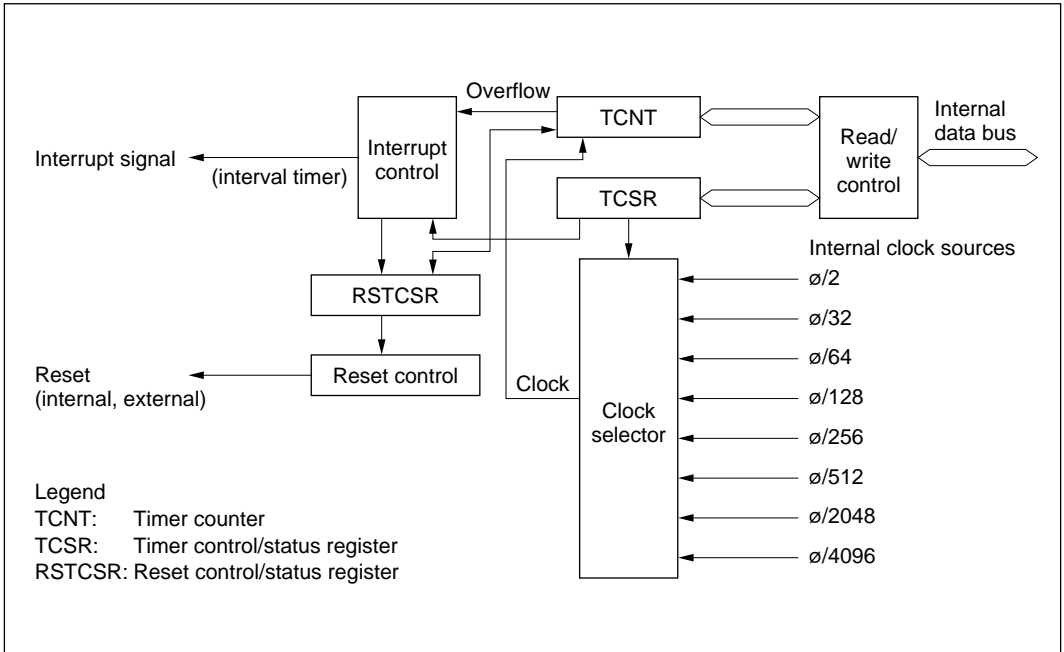 Overflow
TCNT
Internal
data bus
Read/
write
control
Interrupt
control
Interrupt signal
(interval timer)
TCSR
Internal clock sources
RSTCSR
ø/2
ø/32
ø/64
Reset control
Reset
(internal, external)
Clock
Clock
selector
ø/128
ø/256
ø/512
ø/2048
ø/4096
Legend
TCNT: Timer counter
TCSR: Timer control/status register
RSTCSR: Reset control/status register